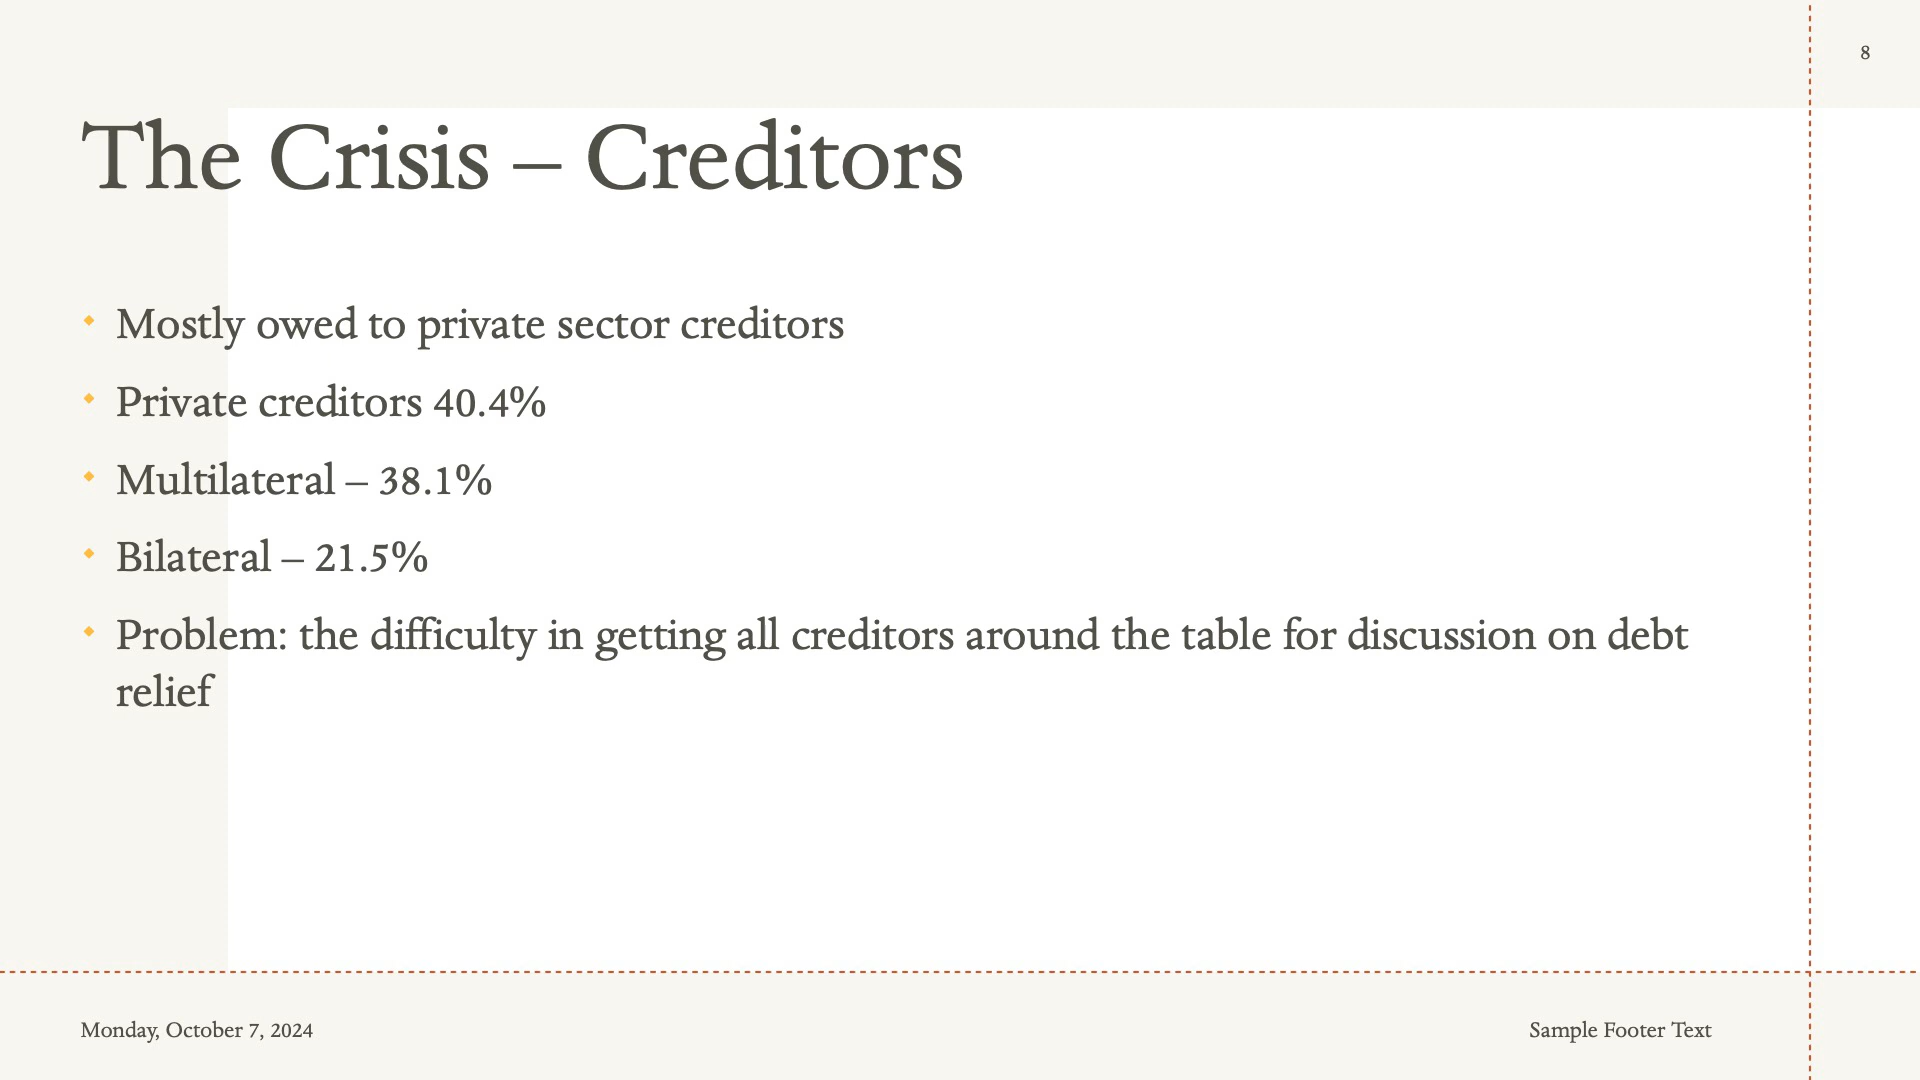 8
The Crisis – Creditors
Mostly owed to private sector creditors
Private creditors 40.4%
Multilateral – 38.1%
Bilateral – 21.5%
Problem: the difficulty in getting all creditors around the table for discussion on debt
relief
Monday, October 7, 2024
Sample Footer Text